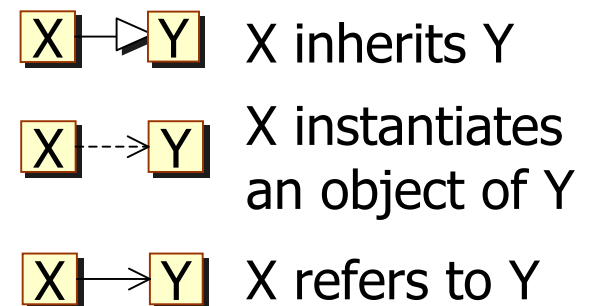 X Y X inherits Y
X Y X instantiates
an object of Y
X Y X refers to Y